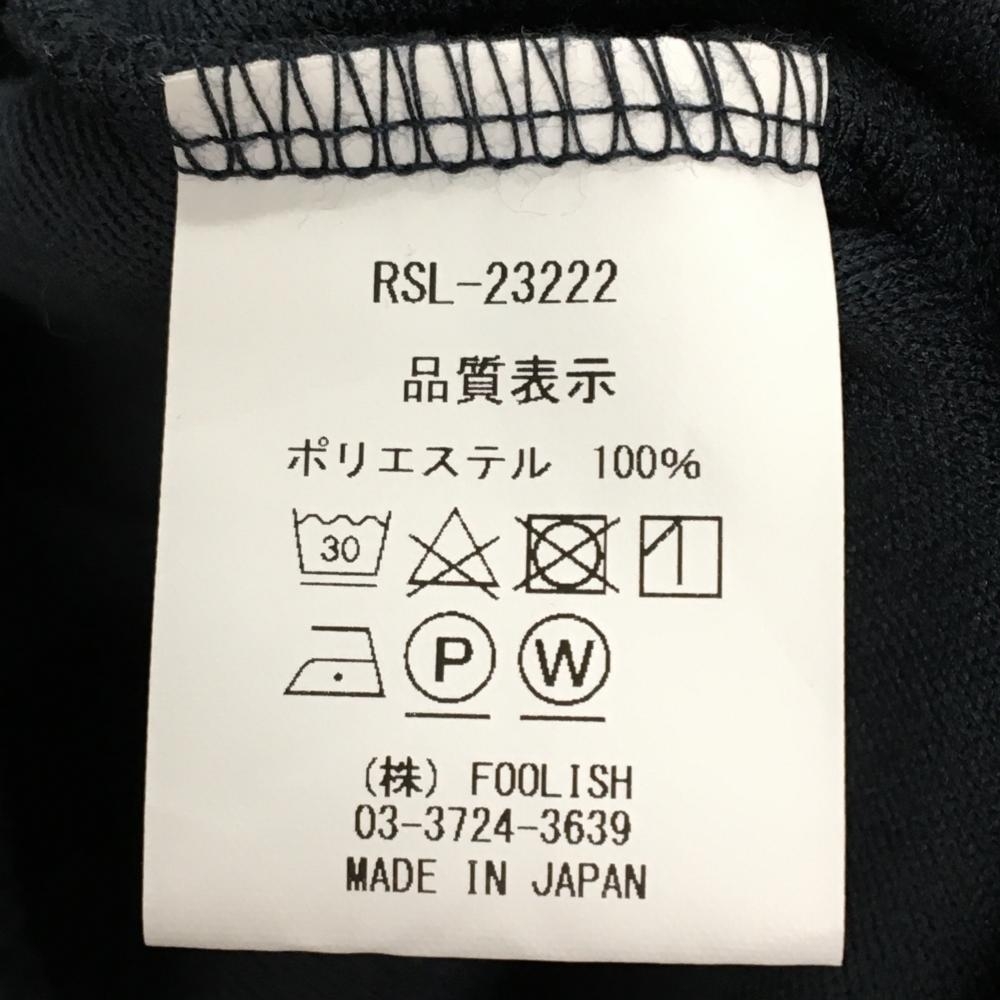 RSL-23222
品質表示
ポリエステル 100%
30
P W
(株) FOOLISH
03-3724-3639
MADE IN JAPAN